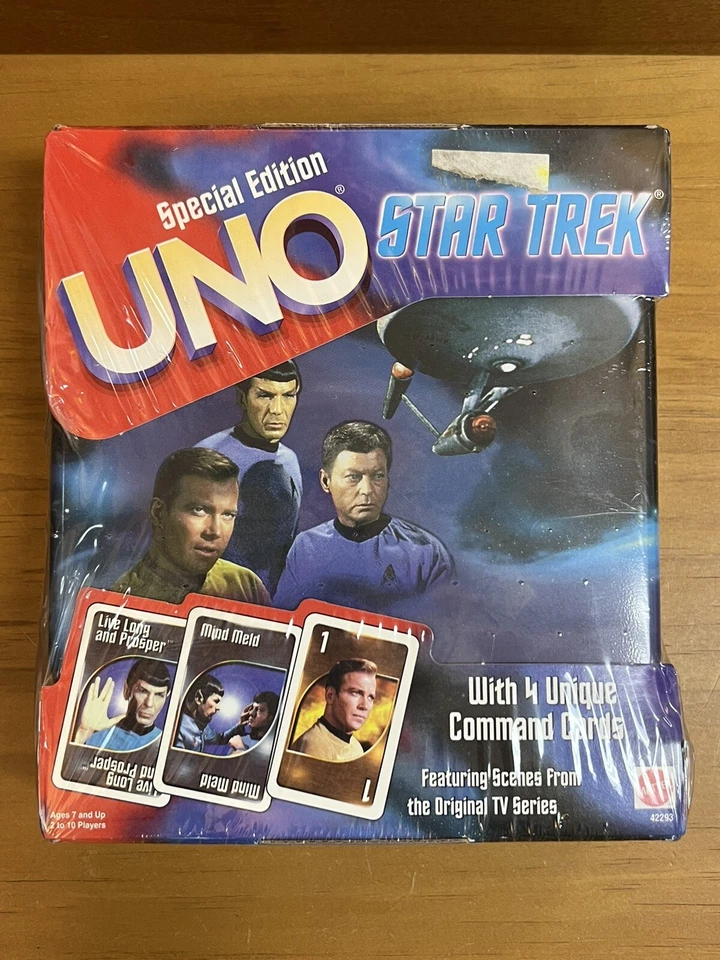 Special Edition
UNO®
STAR TREK®
Live Long
and Prosper™
Live Long
and Prosper
Mind Meld
Mind Meld
1
1
With 4 Unique
Command Cards
Featuring Scenes From
the Original TV Series
Ages 7 and Up
2 to 10 Players
42293